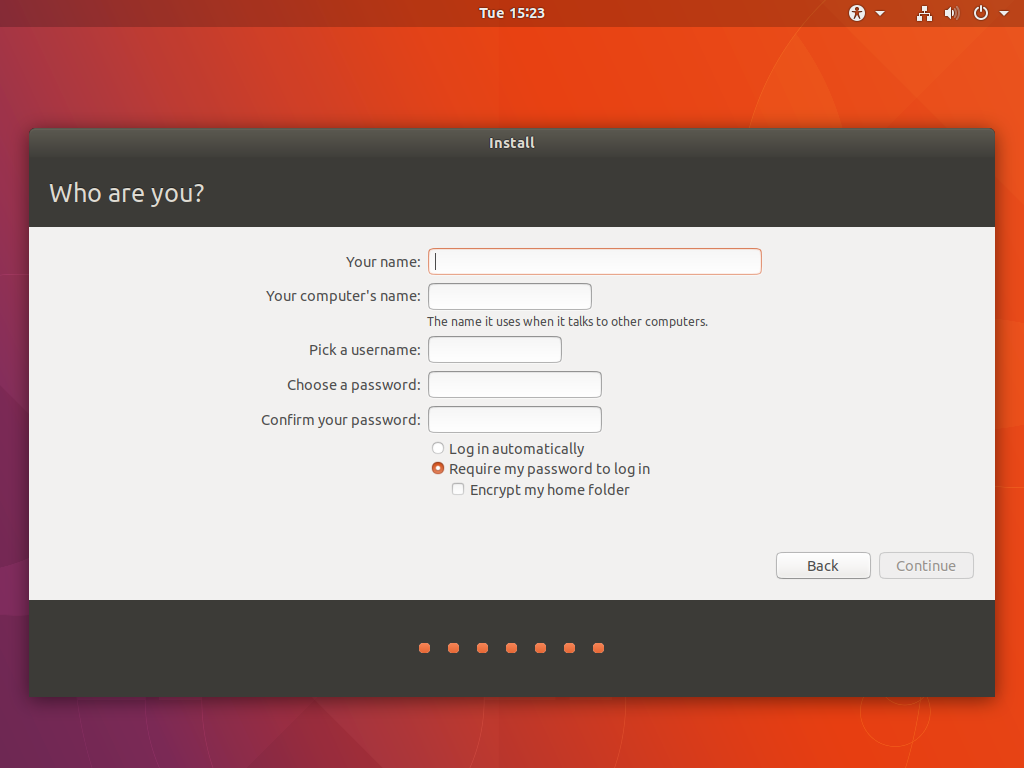 Tue 15:23
Install
Who are you?
Your name:
Your computer's name:
The name it uses when it talks to other computers.
Pick a username:
Choose a password:
Confirm your password:
Log in automatically
Require my password to log in
Encrypt my home folder
Back Continue